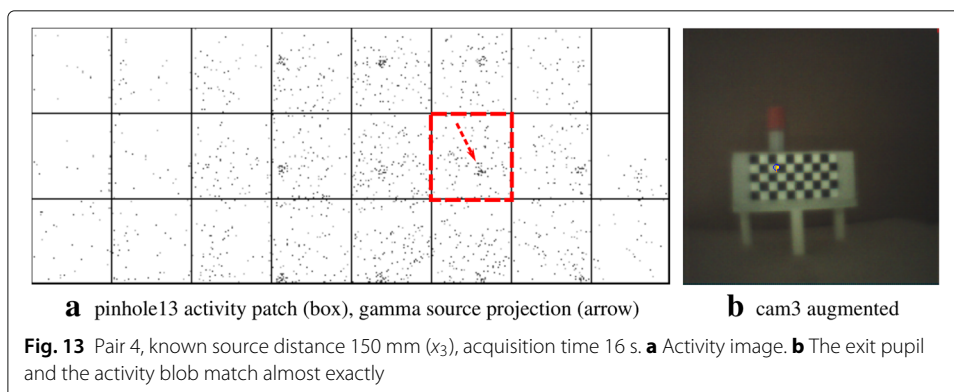 a pinhole13 activity patch (box), gamma source projection (arrow)
b cam3 augmented
Fig. 13 Pair 4, known source distance 150 mm (x₃), acquisition time 16 s. a Activity image. b The exit pupil
and the activity blob match almost exactly